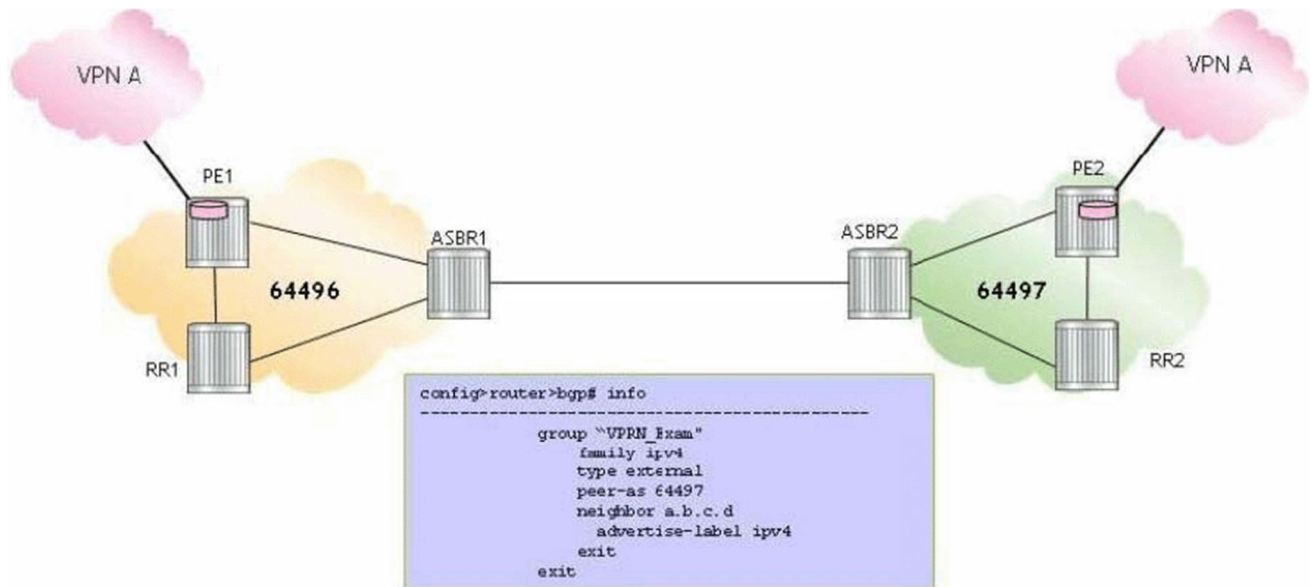 VPN A
VPN A
PE1
PE2
ASBR1
ASBR2
64496
64497
RR1
RR2
config>router>bgp# info
-----------------------------------------------
group "VPRN_Exam"
family ipv4
type external
peer-as 64497
neighbor a.b.c.d
advertise-label ipv4
exit
exit